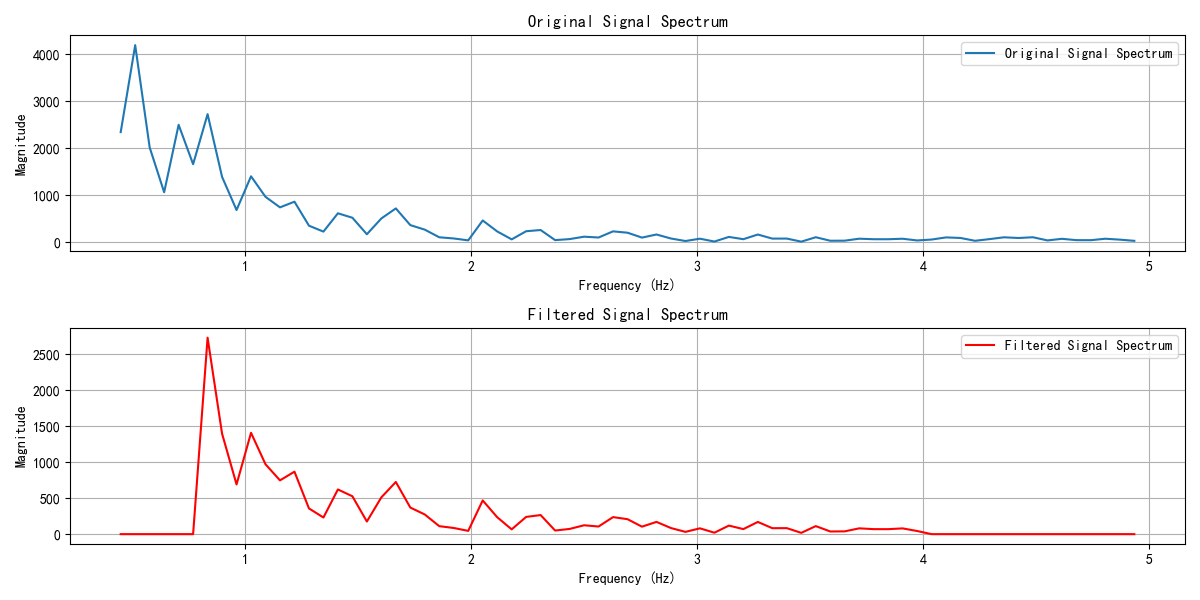 Original Signal Spectrum
Original Signal Spectrum
Magnitude
4000
3000
2000
1000
0
1
2
3
4
5
Frequency (Hz)
Filtered Signal Spectrum
Filtered Signal Spectrum
Magnitude
2500
2000
1500
1000
500
0
1
2
3
4
5
Frequency (Hz)